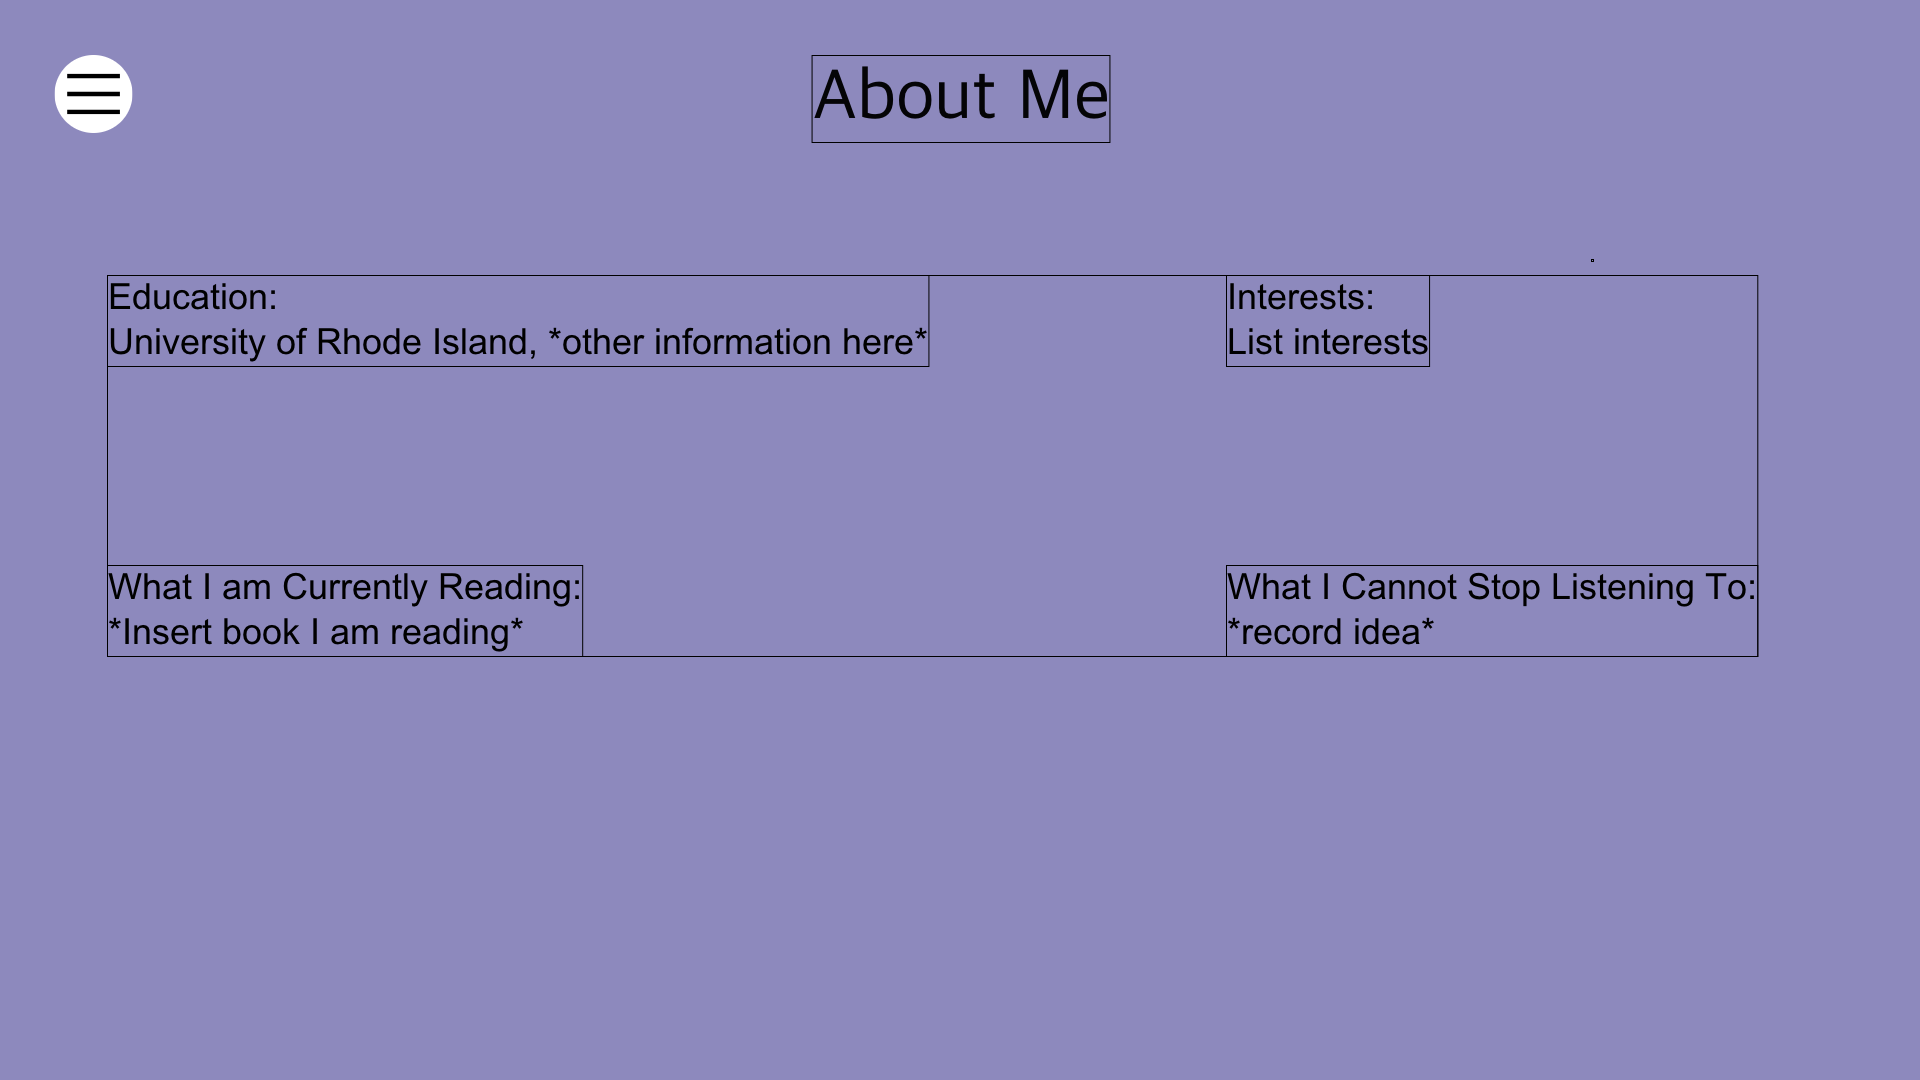 About Me
Education:
University of Rhode Island, *other information here*
Interests:
List interests
What I am Currently Reading:
*Insert book I am reading*
What I Cannot Stop Listening To:
*record idea*